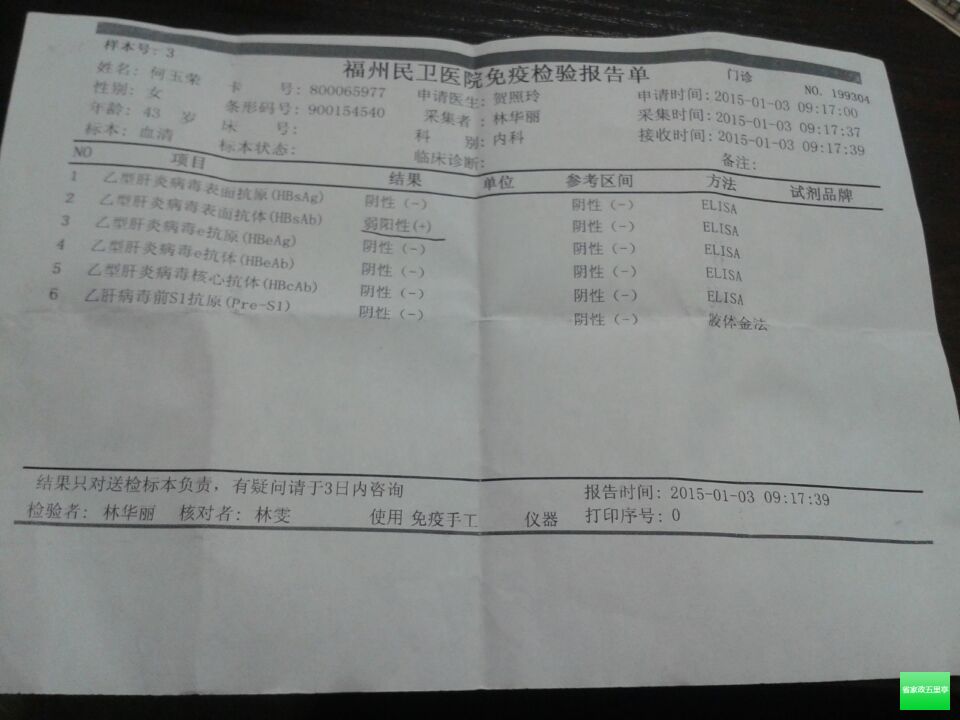 样本号: 3
福州民卫医院免疫检验报告单 门诊 NO. 199304
姓名: 何玉荣 卡 号: 800065977 申请医生: 贺照玲 申请时间: 2015-01-03 09:17:00
性别: 女 条形码号: 900154540 采集者: 林华丽 采集时间: 2015-01-03 09:17:37
年龄: 43 岁 床 号: 科 别: 内科 接收时间: 2015-01-03 09:17:39
标本: 血清 标本状态: 临床诊断: 备注:
NO 项目 结果 单位 参考区间 方法 试剂品牌
1 乙型肝炎病毒表面抗原(HBsAg) 阴性(-) 阴性(-) ELISA
2 乙型肝炎病毒表面抗体(HBsAb) 弱阳性(+) 阴性(-) ELISA
3 乙型肝炎病毒e抗原(HBeAg) 阴性(-) 阴性(-) ELISA
4 乙型肝炎病毒e抗体(HBeAb) 阴性(-) 阴性(-) ELISA
5 乙型肝炎病毒核心抗体(HBcAb) 阴性(-) 阴性(-) ELISA
6 乙肝病毒前S1抗原(Pre-S1) 阴性(-) 阴性(-) 胶体金法
结果只对送检标本负责,有疑问请于3日内咨询 报告时间: 2015-01-03 09:17:39
检验者: 林华丽 核对者: 林雯 使用 免疫手工 仪器 打印序号: 0
省家政五里亭